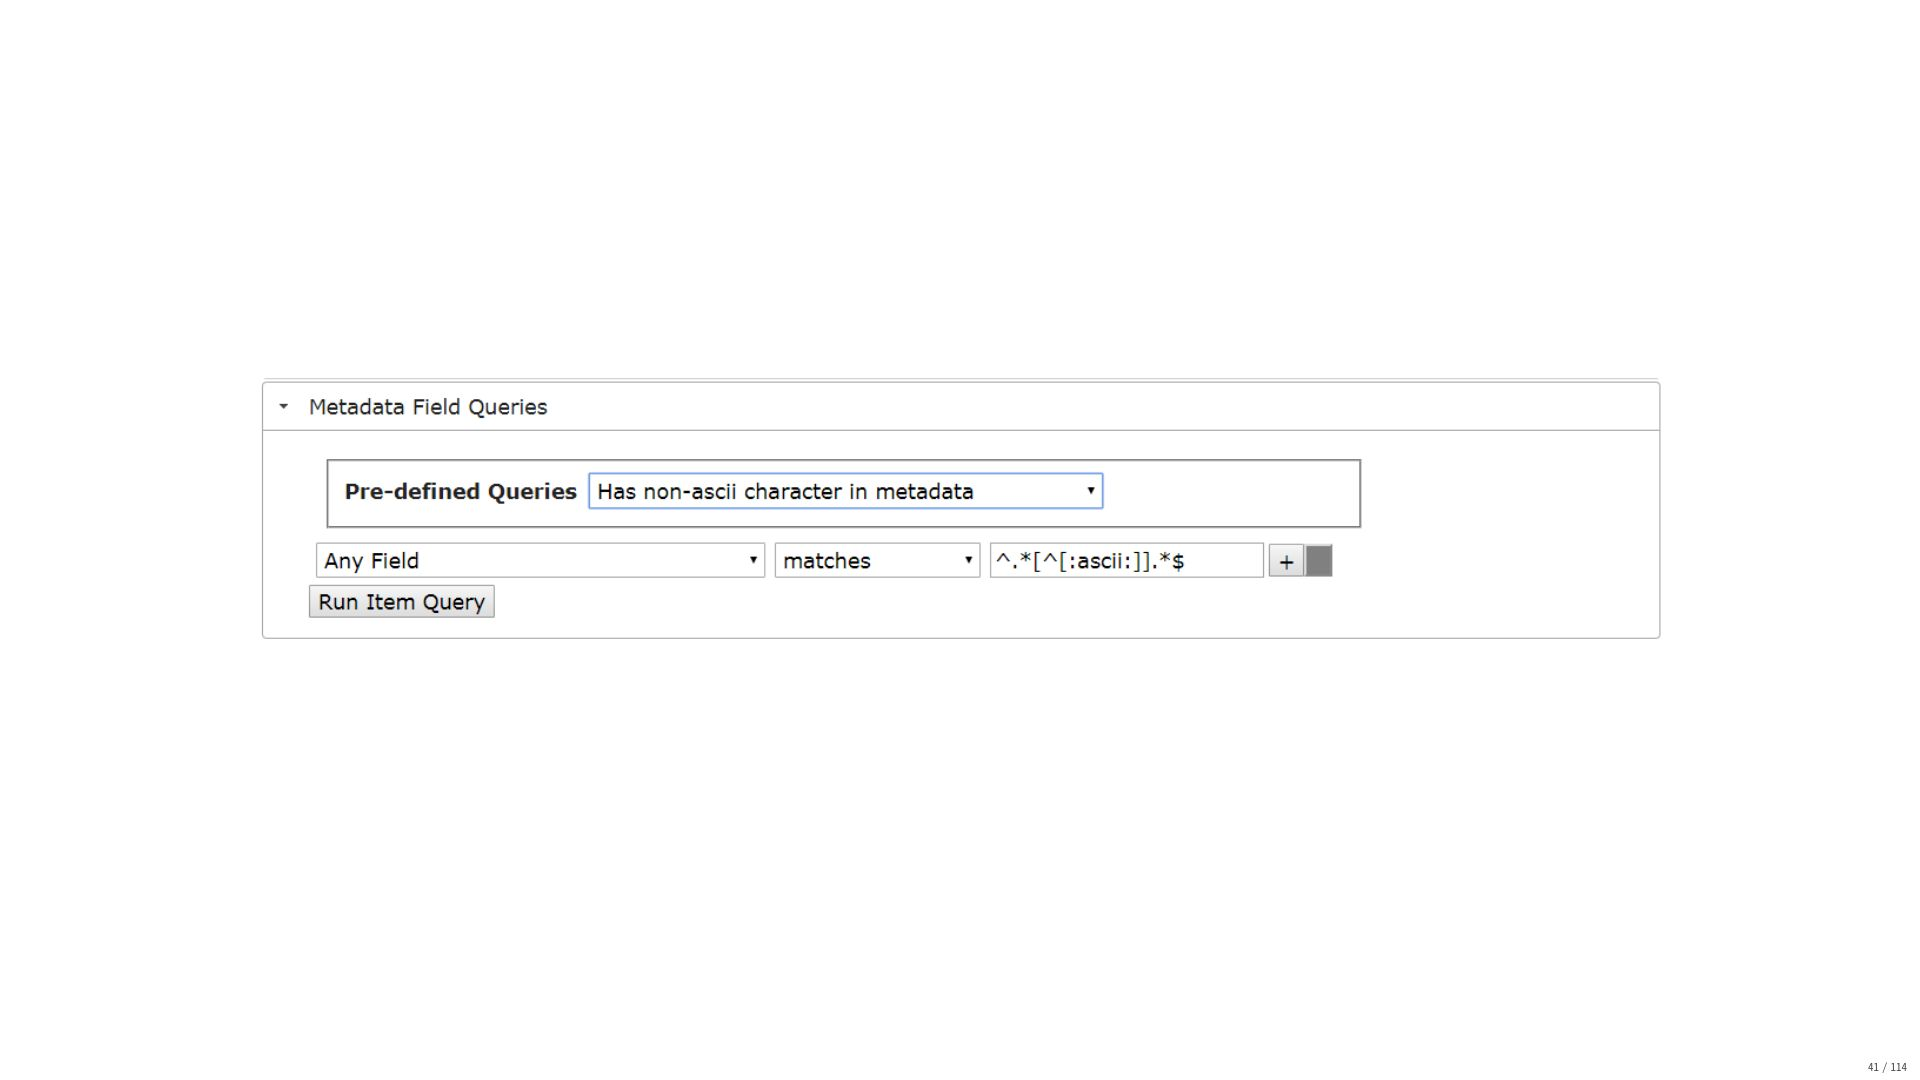 Metadata Field Queries
Pre-defined Queries Has non-ascii character in metadata
Any Field matches ^.*[^[:ascii:]].*$ +
Run Item Query
41 / 114